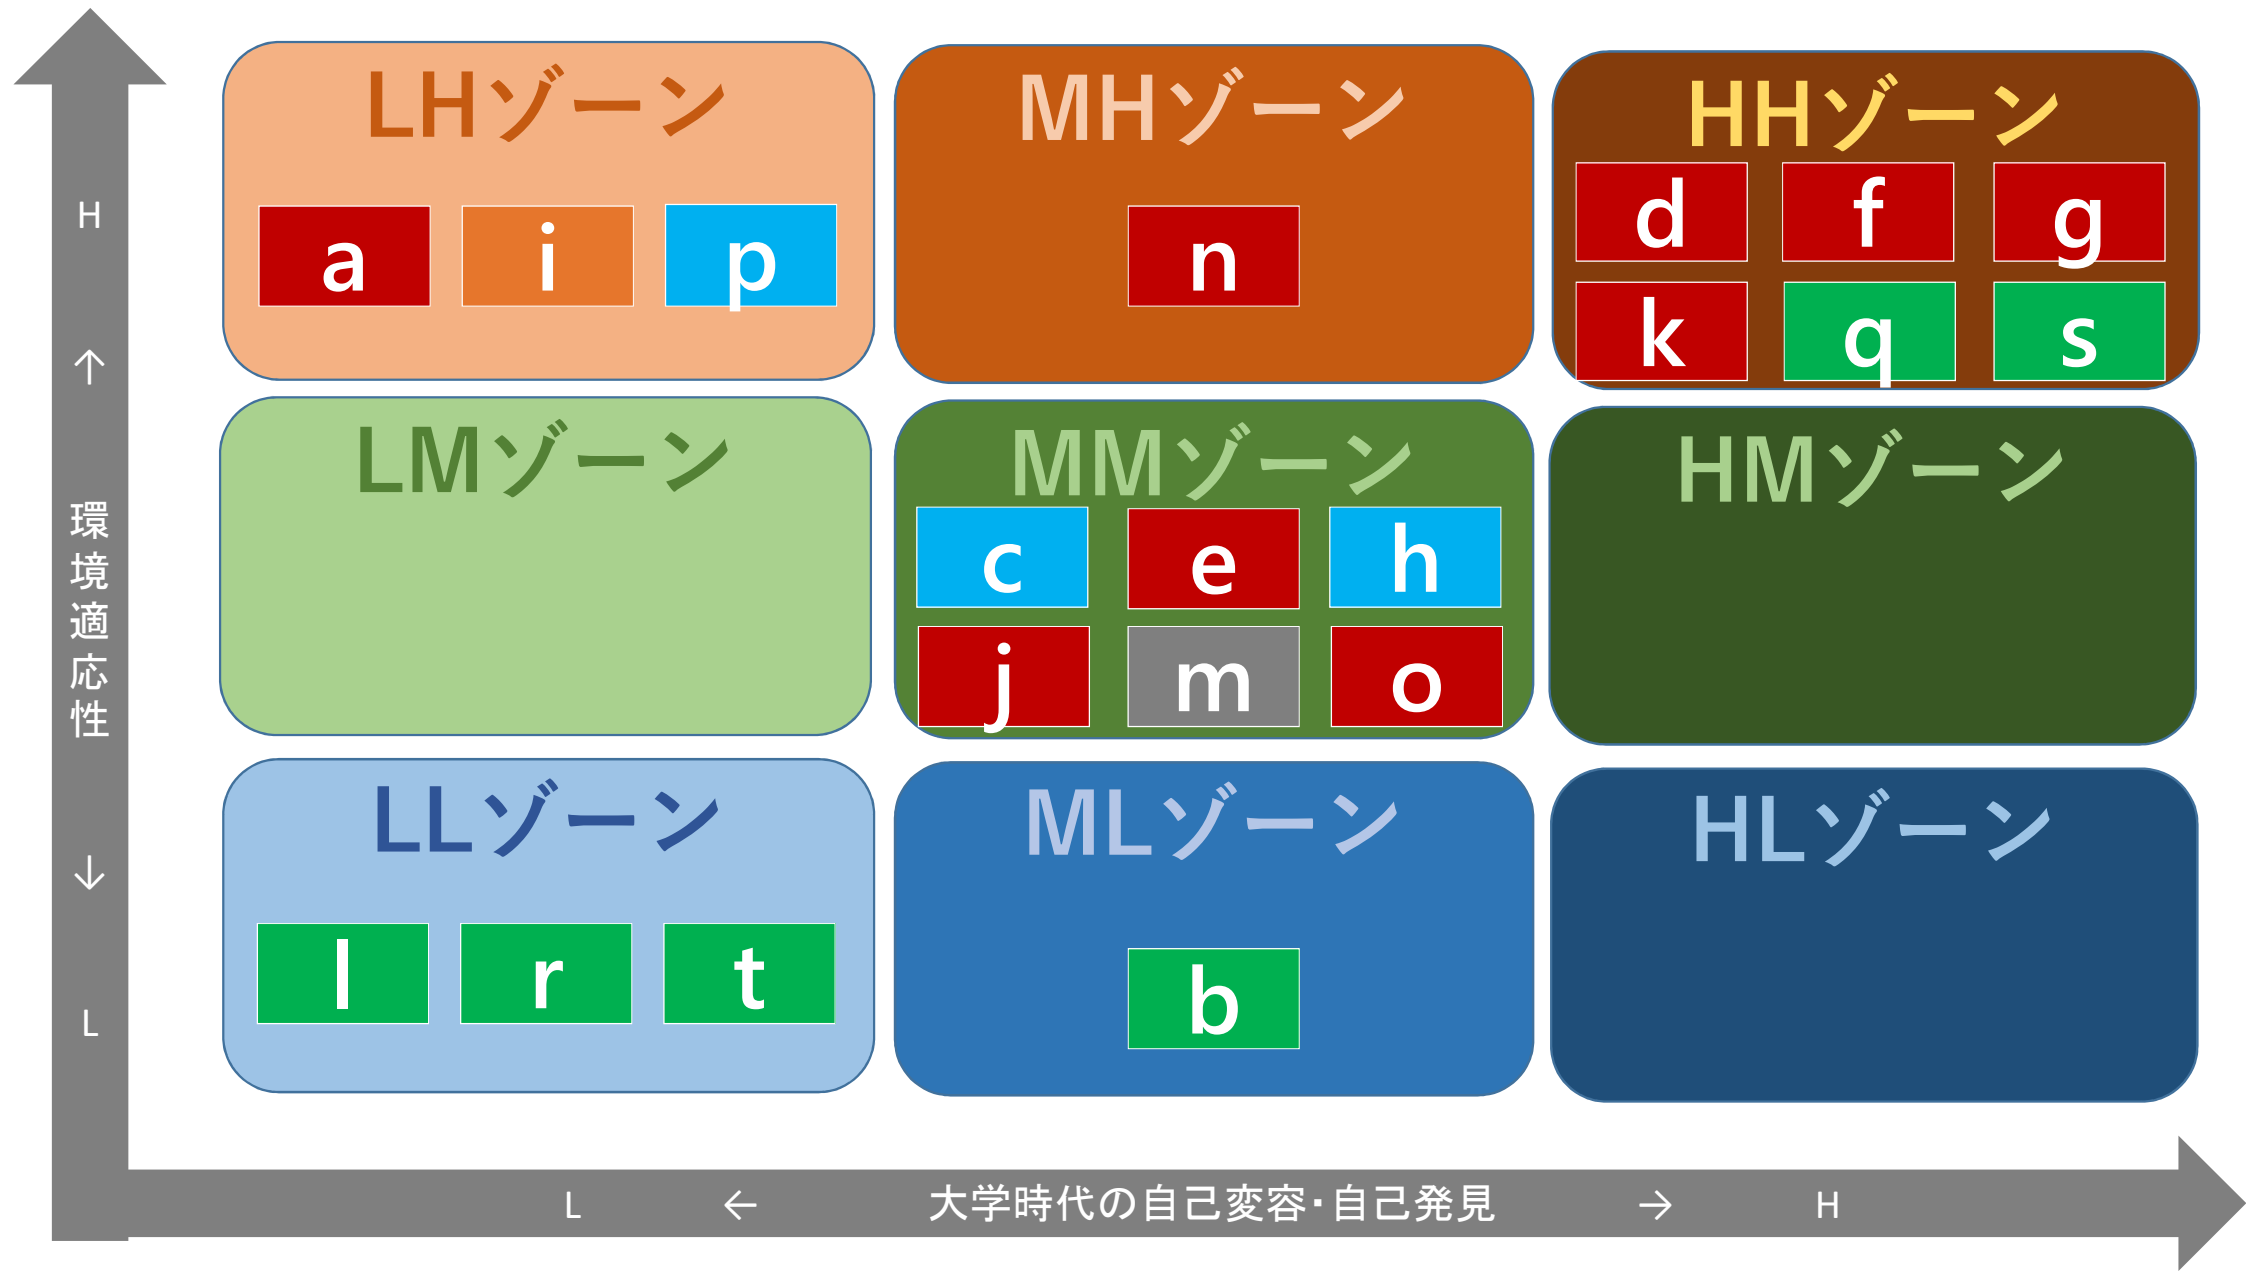 LHゾーン
a i p
MHゾーン
n
HHゾーン
d f g
k q s
LMゾーン
MMゾーン
c e h
j m o
HMゾーン
LLゾーン
l r t
MLゾーン
b
HLゾーン
H
↑
環境適応性
↓
L
L ← 大学時代の自己変容・自己発見 → H